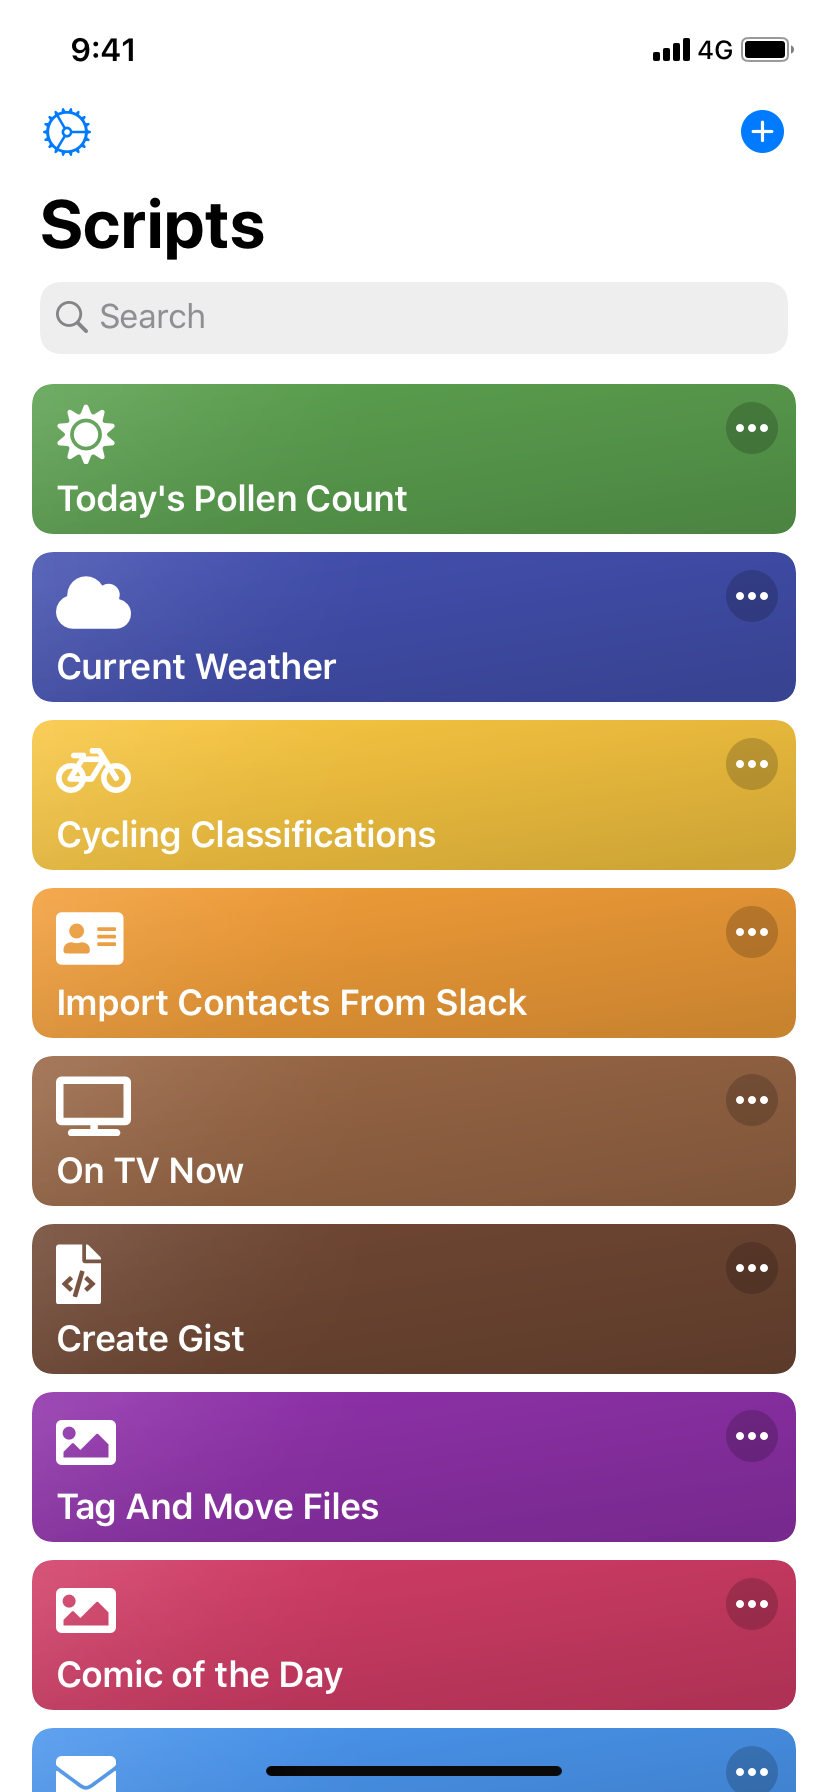 9:41
4G
Scripts
Search
Today's Pollen Count
Current Weather
Cycling Classifications
Import Contacts From Slack
On TV Now
Create Gist
Tag And Move Files
Comic of the Day